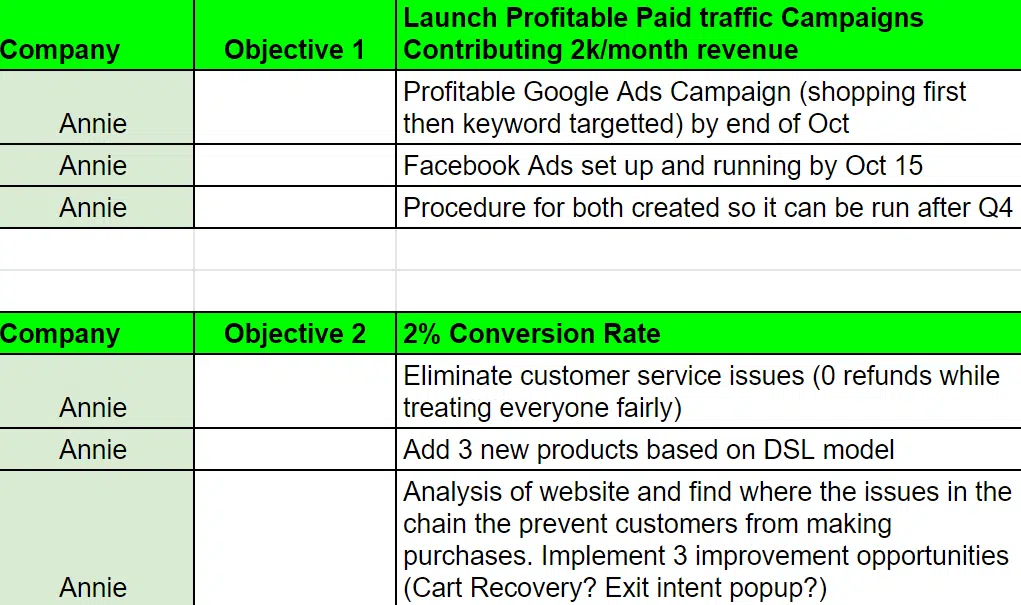 Launch Profitable Paid traffic Campaigns
Company Objective 1 Contributing 2k/month revenue
Profitable Google Ads Campaign (shopping first
Annie then keyword targetted) by end of Oct
Annie Facebook Ads set up and running by Oct 15
Annie Procedure for both created so it can be run after Q4
Company Objective 2 2% Conversion Rate
Eliminate customer service issues (0 refunds while
Annie treating everyone fairly)
Annie Add 3 new products based on DSL model
Analysis of website and find where the issues in the
chain the prevent customers from making
purchases. Implement 3 improvement opportunities
Annie (Cart Recovery? Exit intent popup?)